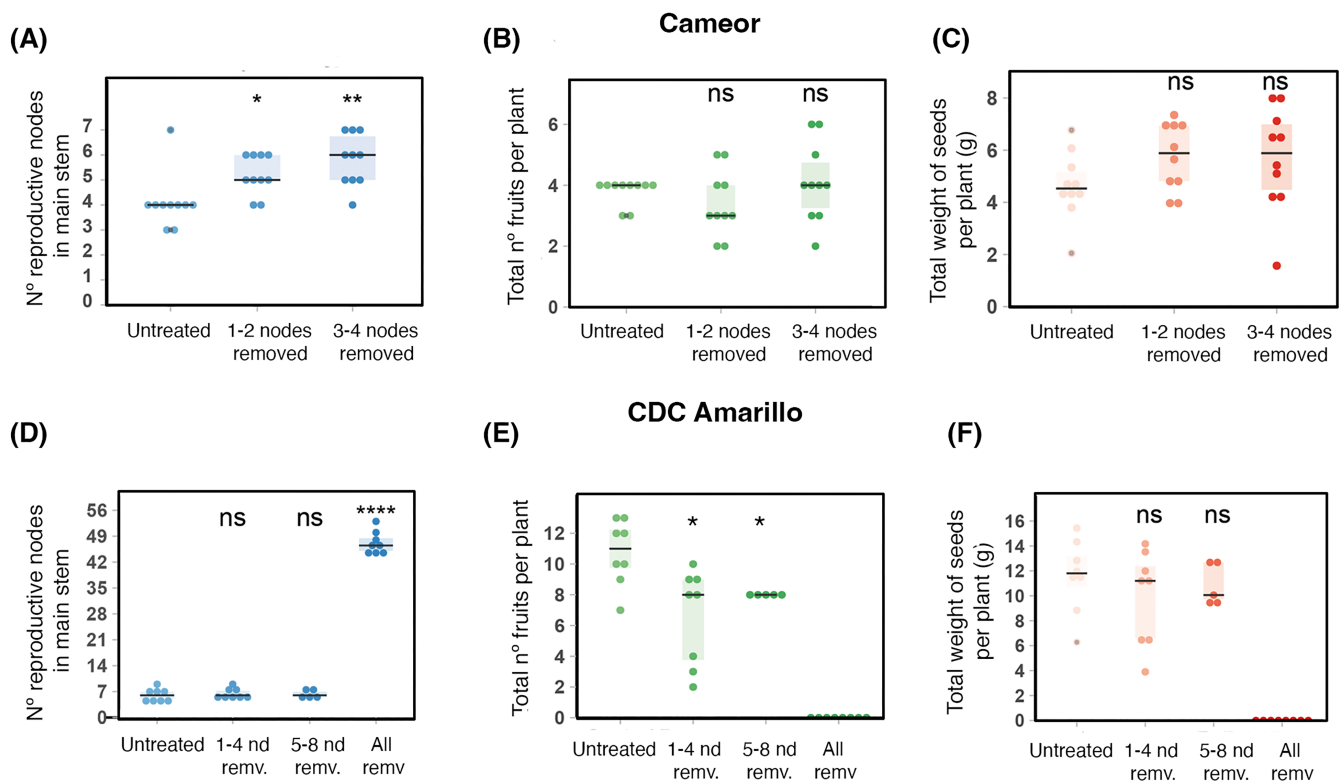 Cameor
(A)
(B)
(C)
Nº reproductive nodes
in main stem
7
6
5
4
3
2
1
0
*
**
Untreated
1-2 nodes
removed
3-4 nodes
removed
Total nº fruits per plant
6
4
2
0
ns
ns
Untreated
1-2 nodes
removed
3-4 nodes
removed
Total weight of seeds
per plant (g)
8
6
4
2
0
ns
ns
Untreated
1-2 nodes
removed
3-4 nodes
removed
CDC Amarillo
(D)
(E)
(F)
Nº reproductive nodes
in main stem
56
49
42
35
28
21
14
7
0
ns
ns
****
Untreated
1-4 nd
remv.
5-8 nd
remv.
All
remv
Total nº fruits per plant
12
10
8
6
4
2
0
*
*
Untreated
1-4 nd
remv.
5-8 nd
remv.
All
remv
Total weight of seeds
per plant (g)
16
14
12
10
8
6
4
2
0
ns
ns
Untreated
1-4 nd
remv.
5-8 nd
remv.
All
remv